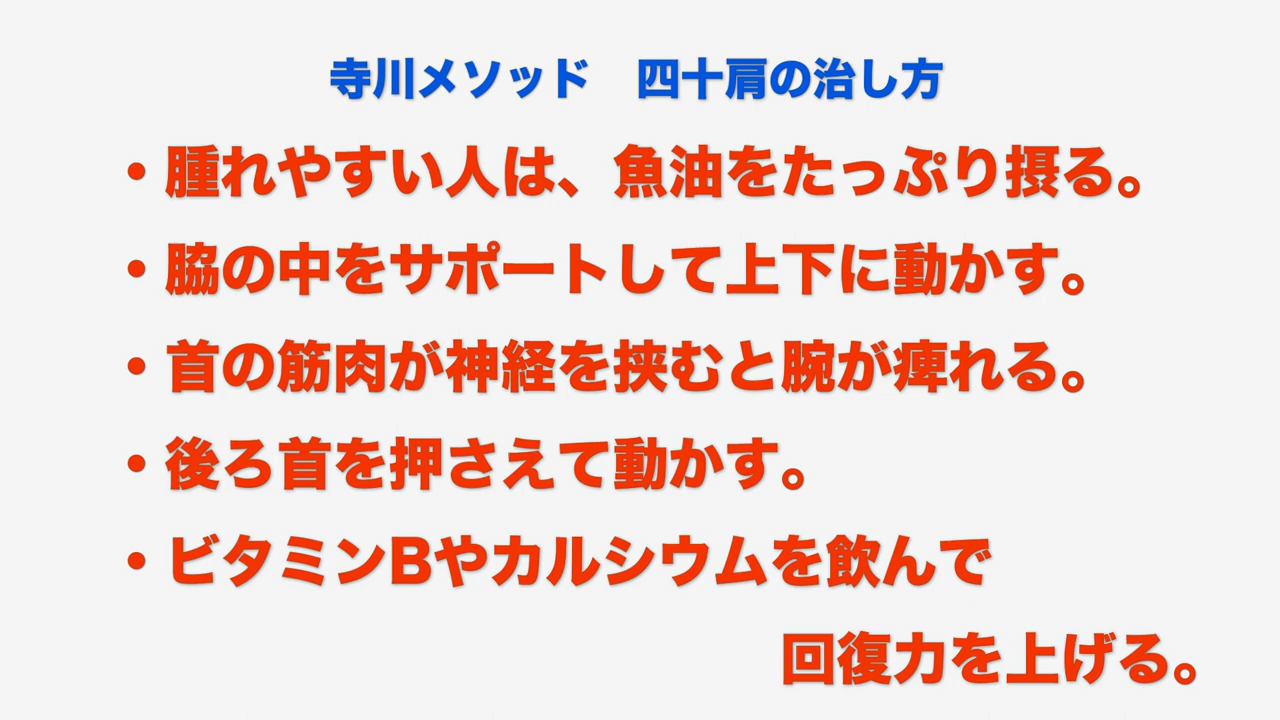 寺川メソッド　四十肩の治し方
・腫れやすい人は、魚油をたっぷり摂る。
・脇の中をサポートして上下に動かす。
・首の筋肉が神経を挟むと腕が痺れる。
・後ろ首を押さえて動かす。
・ビタミンBやカルシウムを飲んで
回復力を上げる。